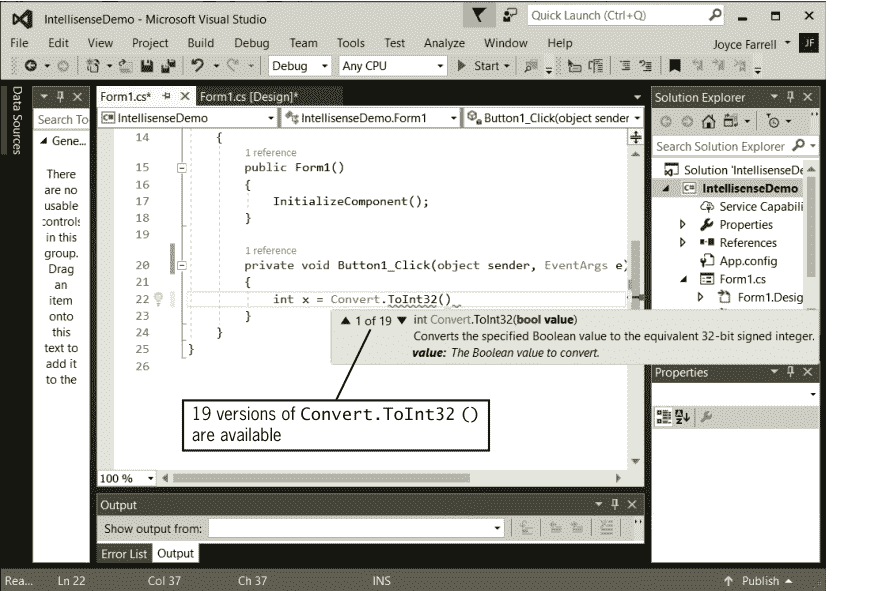 IntellisenseDemo - Microsoft Visual Studio
Quick Launch (Ctrl+Q)
File Edit View Project Build Debug Team Tools Test Analyze Window Help
Joyce Farrell JF
Debug Any CPU Start
Data Sources
Search To
Gene...
There
are no
usable
controls
in this
group.
Drag
an
item
onto
this
text to
add it
to the
Form1.cs* Form1.cs [Design]*
IntellisenseDemo IntellisenseDemo.Form1 Button1_Click(object sender
14 {
1 reference
15 public Form1()
16 {
17 InitializeComponent();
18 }
19
1 reference
20 private void Button1_Click(object sender, EventArgs e)
21 {
22 int x = Convert.ToInt32()
23 }
24 }
25 }
26
1 of 19 int Convert.ToInt32(bool value)
Converts the specified Boolean value to the equivalent 32-bit signed integer.
value: The Boolean value to convert.
19 versions of Convert.ToInt32 ()
are available
100 %
Output
Show output from:
Error List Output
Solution Explorer
Search Solution Explorer
Solution 'IntellisenseDe
C# IntellisenseDemo
Service Capabili
Properties
References
App.config
Form1.cs
Form1.Desig
Properties
Rea... Ln 22 Col 37 Ch 37 INS Publish